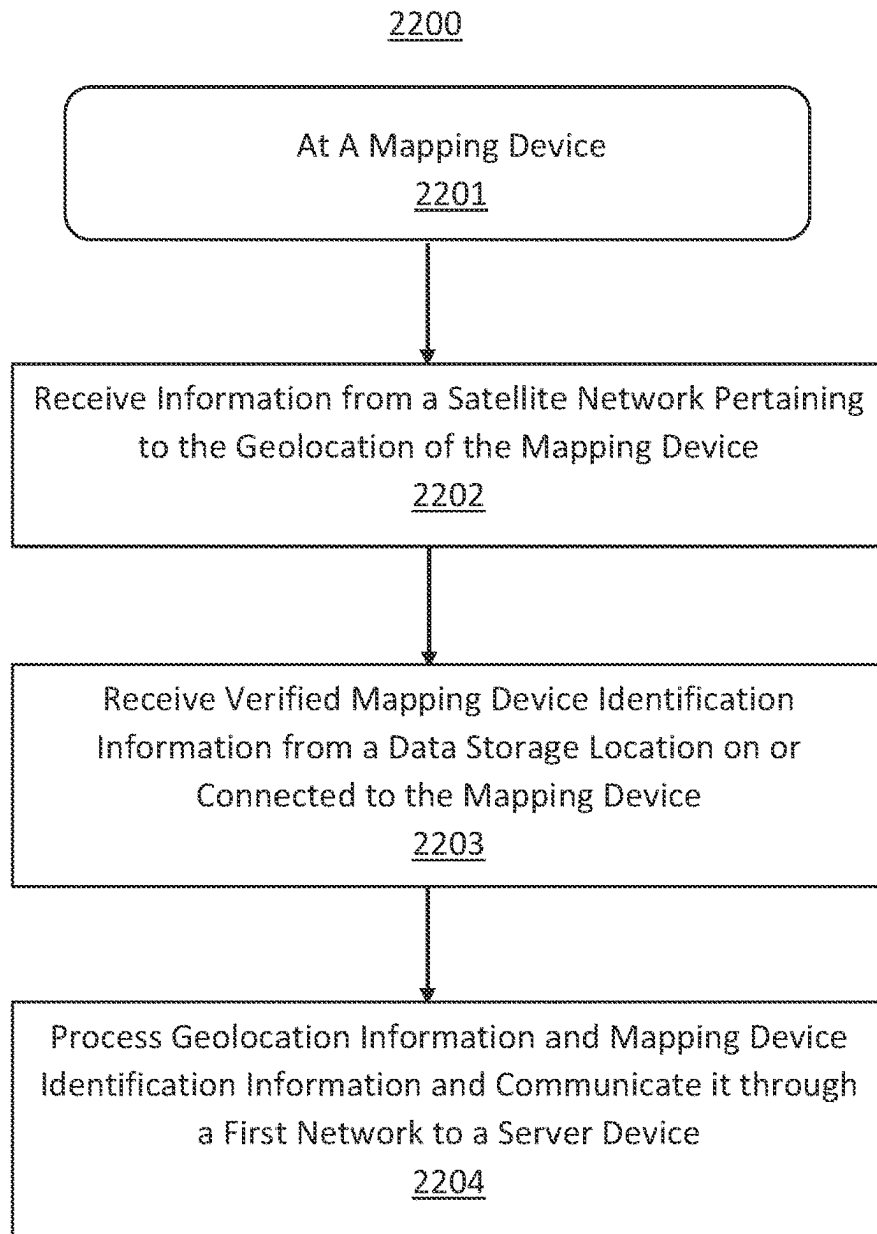 2200
At A Mapping Device
2201
Receive Information from a Satellite Network Pertaining
to the Geolocation of the Mapping Device
2202
Receive Verified Mapping Device Identification
Information from a Data Storage Location on or
Connected to the Mapping Device
2203
Process Geolocation Information and Mapping Device
Identification Information and Communicate it through
a First Network to a Server Device
2204